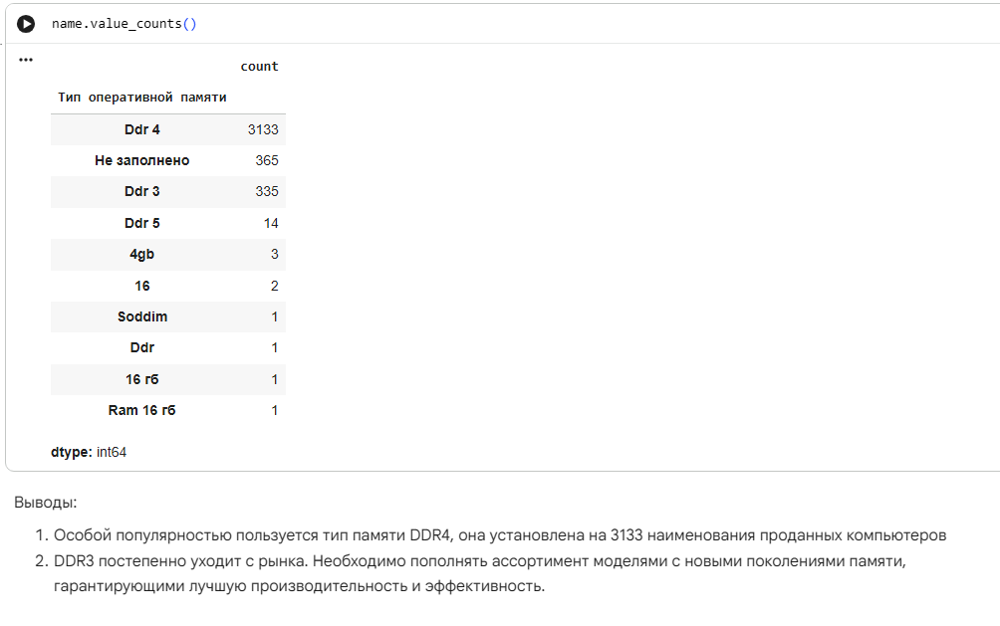 name.value_counts()
count
Тип оперативной памяти
Ddr 4 3133
Не заполнено 365
Ddr 3 335
Ddr 5 14
4gb 3
16 2
Soddim 1
Ddr 1
16 гб 1
Ram 16 гб 1
dtype: int64
Выводы:
1. Особой популярностью пользуется тип памяти DDR4, она установлена на 3133 наименования проданных компьютеров
2. DDR3 постепенно уходит с рынка. Необходимо пополнять ассортимент моделями с новыми поколениями памяти,
гарантирующими лучшую производительность и эффективность.